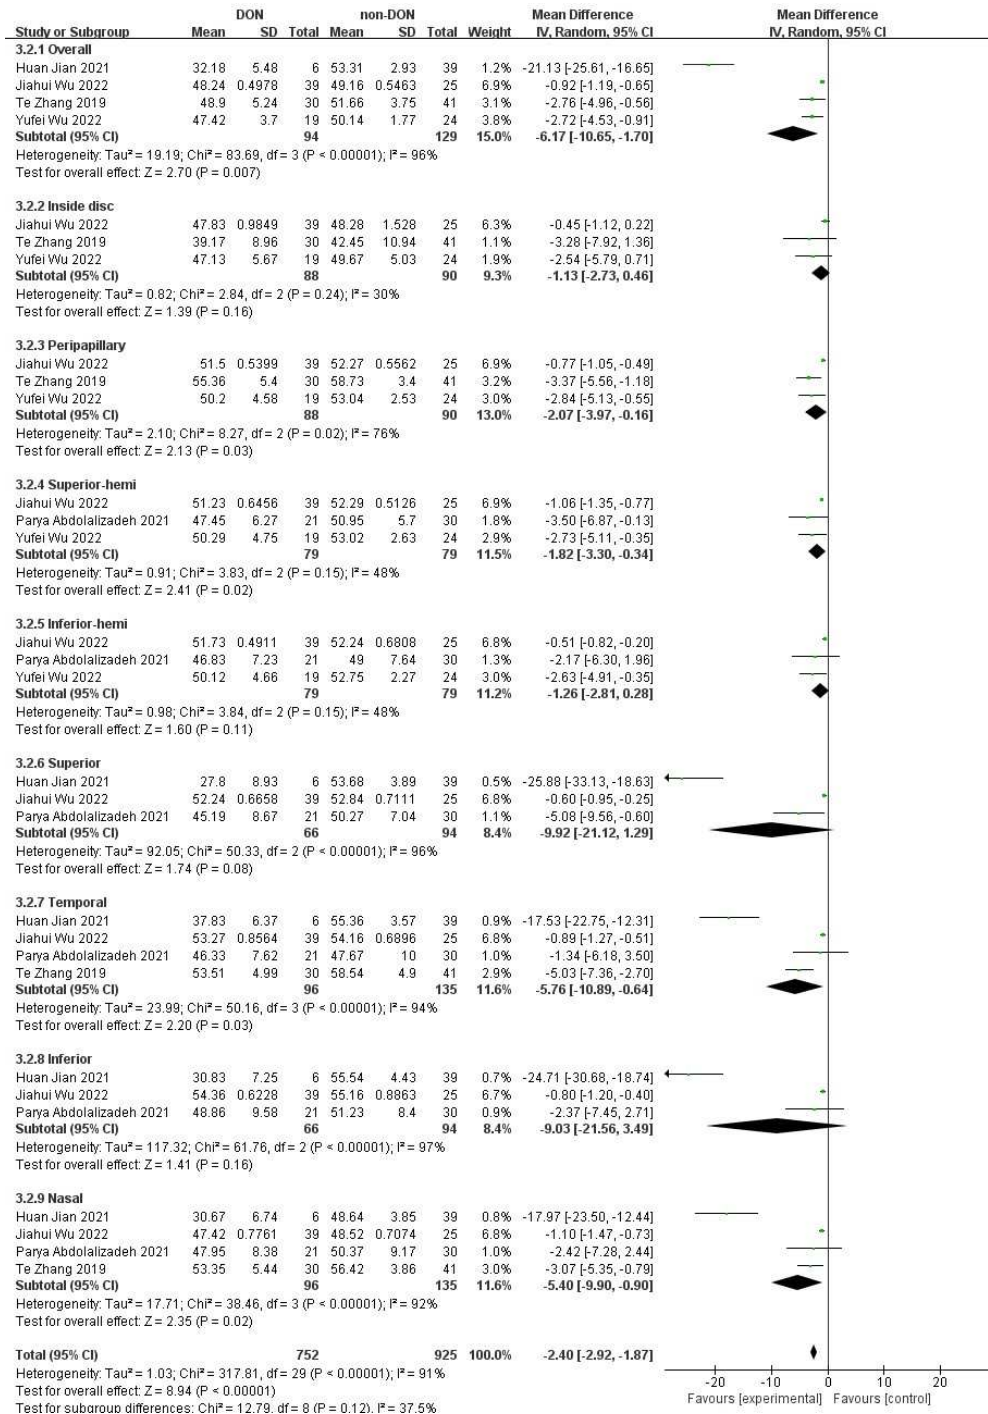 DON non-DON Mean Difference Mean Difference
Study or Subgroup Mean SD Total Mean SD Total Weight IV, Random, 95% CI IV, Random, 95% CI
3.2.1 Overall
Huan Jian 2021 32.18 5.48 6 53.31 2.93 39 1.2% -21.13 [-25.61, -16.65]
Jiahui Wu 2022 48.24 0.4978 39 49.16 0.5463 25 6.9% -0.92 [-1.19, -0.65]
Te Zhang 2019 48.9 5.24 30 51.66 3.75 41 3.1% -2.76 [-4.96, -0.56]
Yufei Wu 2022 47.42 3.7 19 50.14 1.77 24 3.8% -2.72 [-4.53, -0.91]
Subtotal (95% CI) 94 129 15.0% -6.17 [-10.65, -1.70]
Heterogeneity: Tau² = 19.19; Chi² = 83.69, df = 3 (P < 0.00001); I² = 96%
Test for overall effect: Z = 2.70 (P = 0.007)
3.2.2 Inside disc
Jiahui Wu 2022 47.83 0.9849 39 48.28 1.528 25 6.3% -0.45 [-1.12, 0.22]
Te Zhang 2019 39.17 8.96 30 42.45 10.94 41 1.1% -3.28 [-7.92, 1.36]
Yufei Wu 2022 47.13 5.67 19 49.67 5.03 24 1.9% -2.54 [-5.79, 0.71]
Subtotal (95% CI) 88 90 9.3% -1.13 [-2.73, 0.46]
Heterogeneity: Tau² = 0.82; Chi² = 2.84, df = 2 (P = 0.24); I² = 30%
Test for overall effect: Z = 1.39 (P = 0.16)
3.2.3 Peripapillary
Jiahui Wu 2022 51.5 0.5399 39 52.27 0.5562 25 6.9% -0.77 [-1.05, -0.49]
Te Zhang 2019 55.36 5.4 30 58.73 3.4 41 3.2% -3.37 [-5.56, -1.18]
Yufei Wu 2022 50.2 4.58 19 53.04 2.53 24 3.0% -2.84 [-5.13, -0.55]
Subtotal (95% CI) 88 90 13.0% -2.07 [-3.97, -0.16]
Heterogeneity: Tau² = 2.10; Chi² = 8.27, df = 2 (P = 0.02); I² = 76%
Test for overall effect: Z = 2.13 (P = 0.03)
3.2.4 Superior-hemi
Jiahui Wu 2022 51.23 0.6456 39 52.29 0.5126 25 6.9% -1.06 [-1.35, -0.77]
Parya Abdolalizadeh 2021 47.45 6.27 21 50.95 5.7 30 1.8% -3.50 [-6.87, -0.13]
Yufei Wu 2022 50.29 4.75 19 53.02 2.63 24 2.9% -2.73 [-5.11, -0.35]
Subtotal (95% CI) 79 79 11.5% -1.82 [-3.30, -0.34]
Heterogeneity: Tau² = 0.91; Chi² = 3.83, df = 2 (P = 0.15); I² = 48%
Test for overall effect: Z = 2.41 (P = 0.02)
3.2.5 Inferior-hemi
Jiahui Wu 2022 51.73 0.4911 39 52.24 0.6808 25 6.8% -0.51 [-0.82, -0.20]
Parya Abdolalizadeh 2021 46.83 7.23 21 49 7.64 30 1.3% -2.17 [-6.30, 1.96]
Yufei Wu 2022 50.12 4.66 19 52.75 2.27 24 3.0% -2.63 [-4.91, -0.35]
Subtotal (95% CI) 79 79 11.2% -1.26 [-2.81, 0.28]
Heterogeneity: Tau² = 0.98; Chi² = 3.84, df = 2 (P = 0.15); I² = 48%
Test for overall effect: Z = 1.60 (P = 0.11)
3.2.6 Superior
Huan Jian 2021 27.8 8.93 6 53.68 3.89 39 0.5% -25.88 [-33.13, -18.63]
Jiahui Wu 2022 52.24 0.6658 39 52.84 0.7111 25 6.8% -0.60 [-0.95, -0.25]
Parya Abdolalizadeh 2021 45.19 8.67 21 50.27 7.04 30 1.1% -5.08 [-9.56, -0.60]
Subtotal (95% CI) 66 94 8.4% -9.92 [-21.12, 1.29]
Heterogeneity: Tau² = 92.05; Chi² = 50.33, df = 2 (P < 0.00001); I² = 96%
Test for overall effect: Z = 1.74 (P = 0.08)
3.2.7 Temporal
Huan Jian 2021 37.83 6.37 6 55.36 3.57 39 0.9% -17.53 [-22.75, -12.31]
Jiahui Wu 2022 53.27 0.8564 39 54.16 0.6896 25 6.8% -0.89 [-1.27, -0.51]
Parya Abdolalizadeh 2021 46.33 7.62 21 47.67 10 30 1.0% -1.34 [-6.18, 3.50]
Te Zhang 2019 53.51 4.99 30 58.54 4.9 41 2.9% -5.03 [-7.36, -2.70]
Subtotal (95% CI) 96 135 11.6% -5.76 [-10.89, -0.64]
Heterogeneity: Tau² = 23.99; Chi² = 50.16, df = 3 (P < 0.00001); I² = 94%
Test for overall effect: Z = 2.20 (P = 0.03)
3.2.8 Inferior
Huan Jian 2021 30.83 7.25 6 55.54 4.43 39 0.7% -24.71 [-30.68, -18.74]
Jiahui Wu 2022 54.36 0.6228 39 55.16 0.8863 25 6.7% -0.80 [-1.20, -0.40]
Parya Abdolalizadeh 2021 48.86 9.58 21 51.23 8.4 30 0.9% -2.37 [-7.45, 2.71]
Subtotal (95% CI) 66 94 8.4% -9.03 [-21.56, 3.49]
Heterogeneity: Tau² = 117.32; Chi² = 61.76, df = 2 (P < 0.00001); I² = 97%
Test for overall effect: Z = 1.41 (P = 0.16)
3.2.9 Nasal
Huan Jian 2021 30.67 6.74 6 48.64 3.85 39 0.8% -17.97 [-23.50, -12.44]
Jiahui Wu 2022 47.42 0.7761 39 48.52 0.7074 25 6.8% -1.10 [-1.47, -0.73]
Parya Abdolalizadeh 2021 47.95 8.38 21 50.37 9.17 30 1.0% -2.42 [-7.28, 2.44]
Te Zhang 2019 53.35 5.44 30 56.42 3.86 41 3.0% -3.07 [-5.35, -0.79]
Subtotal (95% CI) 96 135 11.6% -5.40 [-9.90, -0.90]
Heterogeneity: Tau² = 17.71; Chi² = 38.46, df = 3 (P < 0.00001); I² = 92%
Test for overall effect: Z = 2.35 (P = 0.02)
Total (95% CI) 752 925 100.0% -2.40 [-2.92, -1.87]
Heterogeneity: Tau² = 1.03; Chi² = 317.81, df = 29 (P < 0.00001); I² = 91%
Test for overall effect: Z = 8.94 (P < 0.00001)
Test for subgroup differences: Chi² = 12.79, df = 8 (P = 0.12), I² = 37.5%
-20 -10 0 10 20
Favours [experimental] Favours [control]